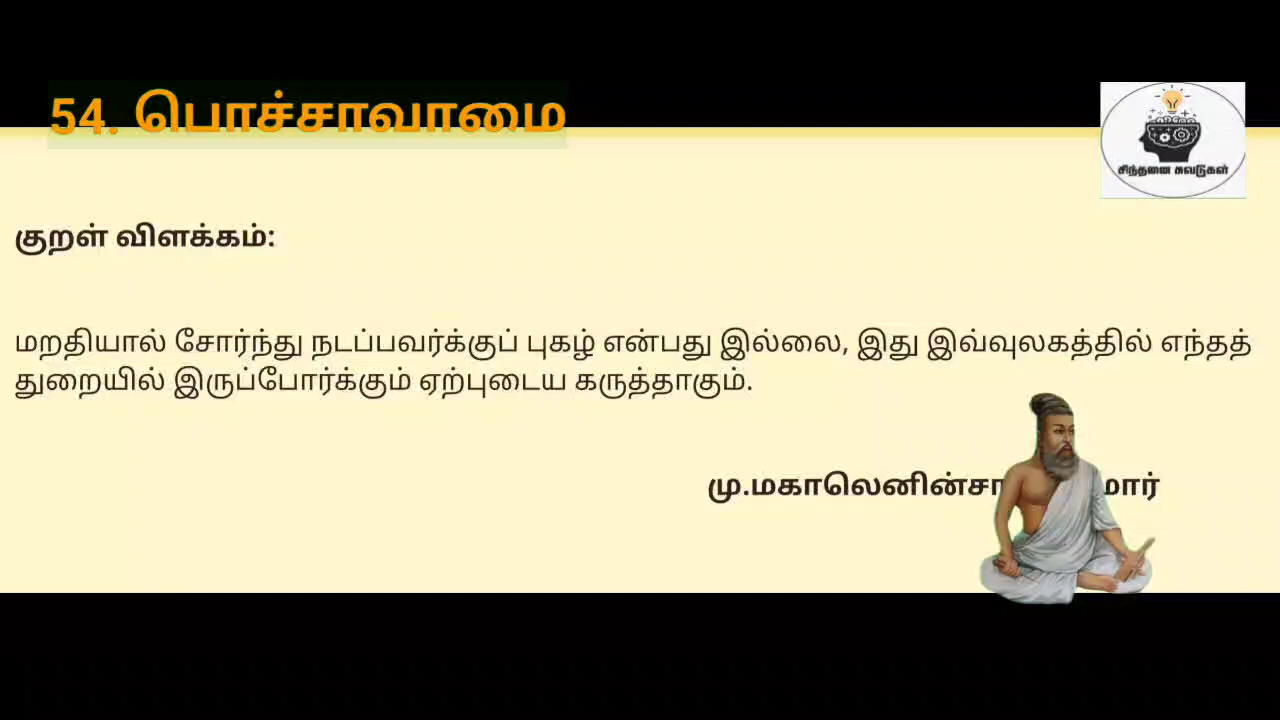 54. பொச்சாவாமை
சிந்தனை சுவடுகள்
குறள் விளக்கம்:
மறதியால் சோர்ந்து நடப்பவர்க்குப் புகழ் என்பது இல்லை, இது இவ்வுலகத்தில் எந்தத்
துறையில் இருப்போர்க்கும் ஏற்புடைய கருத்தாகும்.